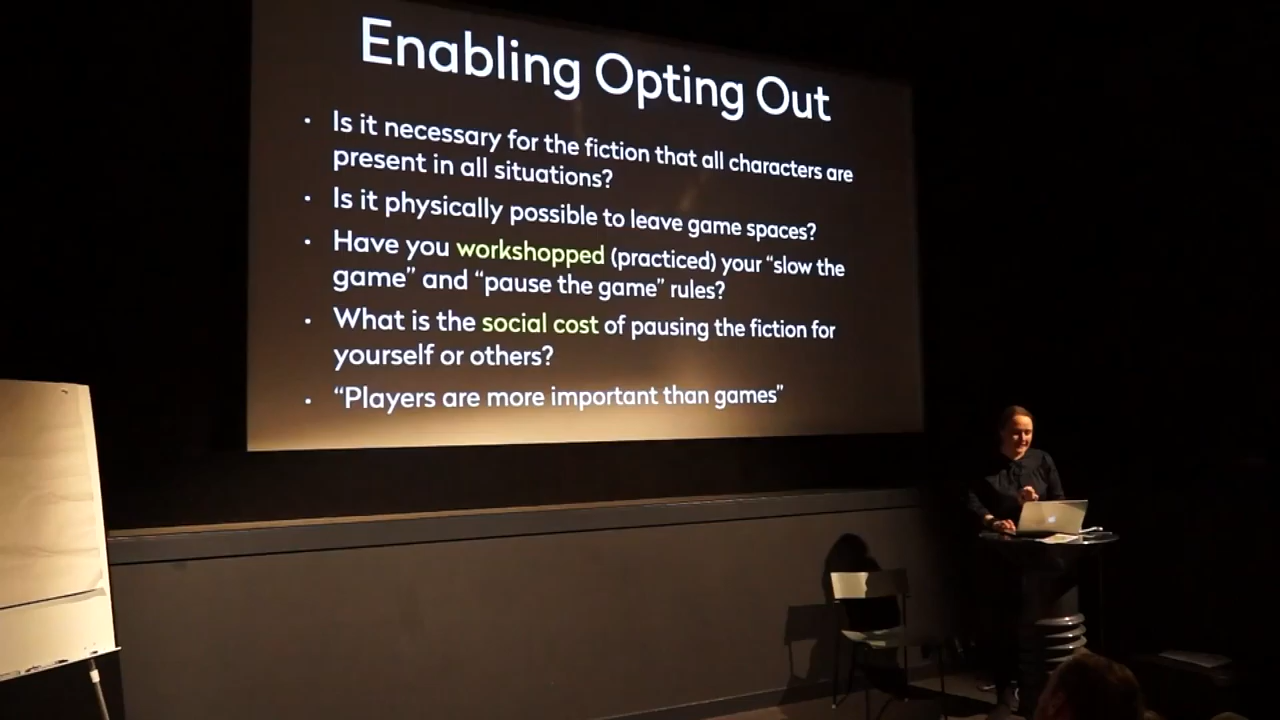 Enabling Opting Out
• Is it necessary for the fiction that all characters are
present in all situations?
• Is it physically possible to leave game spaces?
• Have you workshopped (practiced) your “slow the
game” and “pause the game” rules?
• What is the social cost of pausing the fiction for
yourself or others?
• “Players are more important than games”